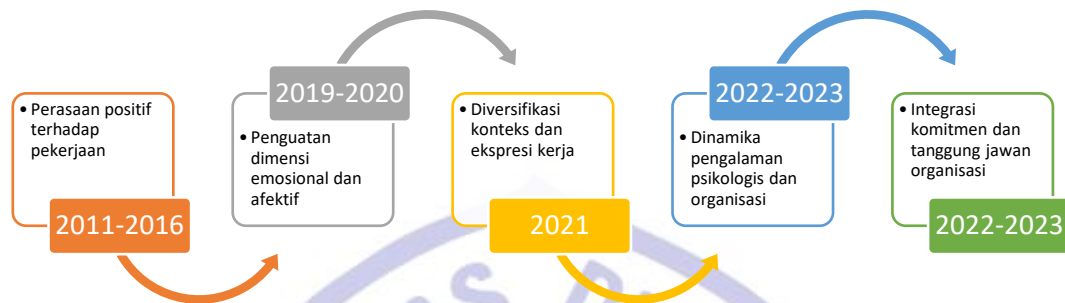 • Perasaan positif
terhadap
pekerjaan
2011-2016
2019-2020
• Penguatan
dimensi
emosional dan
afektif
• Diversifikasi
konteks dan
ekspresi kerja
2021
2022-2023
• Dinamika
pengalaman
psikologis dan
organisasi
• Integrasi
komitmen dan
tanggung jawan
organisasi
2022-2023